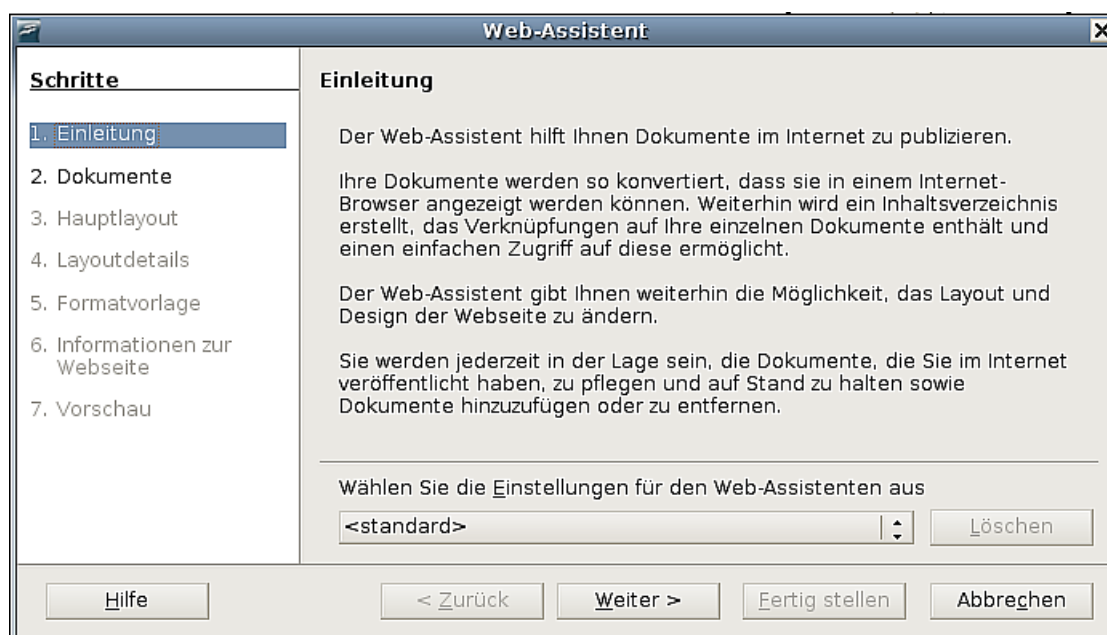 Web-Assistent
Schritte
1. Einleitung
2. Dokumente
3. Hauptlayout
4. Layoutdetails
5. Formatvorlage
6. Informationen zur
Webseite
7. Vorschau
Einleitung
Der Web-Assistent hilft Ihnen Dokumente im Internet zu publizieren.
Ihre Dokumente werden so konvertiert, dass sie in einem Internet-
Browser angezeigt werden können. Weiterhin wird ein Inhaltsverzeichnis
erstellt, das Verknüpfungen auf Ihre einzelnen Dokumente enthält und
einen einfachen Zugriff auf diese ermöglicht.
Der Web-Assistent gibt Ihnen weiterhin die Möglichkeit, das Layout und
Design der Webseite zu ändern.
Sie werden jederzeit in der Lage sein, die Dokumente, die Sie im Internet
veröffentlicht haben, zu pflegen und auf Stand zu halten sowie
Dokumente hinzuzufügen oder zu entfernen.
Wählen Sie die Einstellungen für den Web-Assistenten aus
<standard>
Löschen
Hilfe
< Zurück
Weiter >
Fertig stellen
Abbrechen